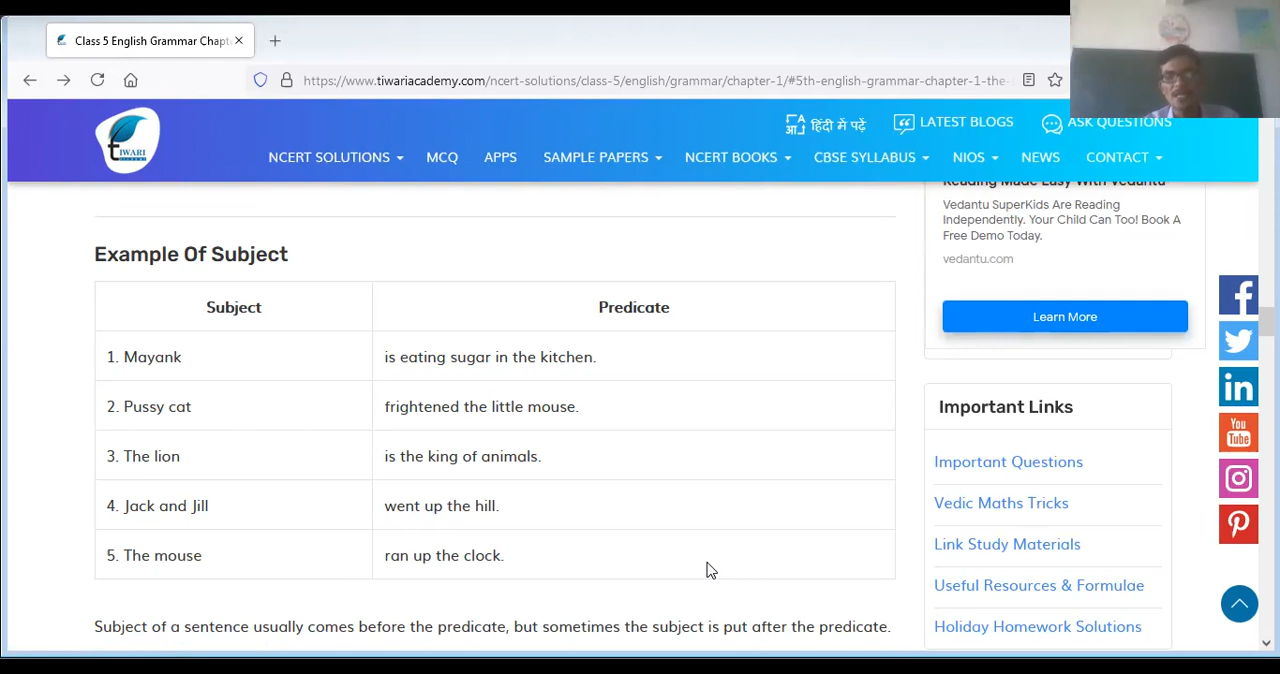 Class 5 English Grammar Chapt
https://www.tiwariacademy.com/ncert-solutions/class-5/english/grammar/chapter-1/#5th-english-grammar-chapter-1-the-
TIWARI
हिंदी में पढ़ें
LATEST BLOGS
ASK QUESTIONS
NCERT SOLUTIONS MCQ APPS SAMPLE PAPERS NCERT BOOKS CBSE SYLLABUS NIOS NEWS CONTACT
Reading Made Easy With Vedantu
Vedantu SuperKids Are Reading
Independently. Your Child Can Too! Book A
Free Demo Today.
vedantu.com
Learn More
Example Of Subject
Subject Predicate
1. Mayank is eating sugar in the kitchen.
2. Pussy cat frightened the little mouse.
3. The lion is the king of animals.
4. Jack and Jill went up the hill.
5. The mouse ran up the clock.
Subject of a sentence usually comes before the predicate, but sometimes the subject is put after the predicate.
Important Links
Important Questions
Vedic Maths Tricks
Link Study Materials
Useful Resources & Formulae
Holiday Homework Solutions
f
in
You
Tube